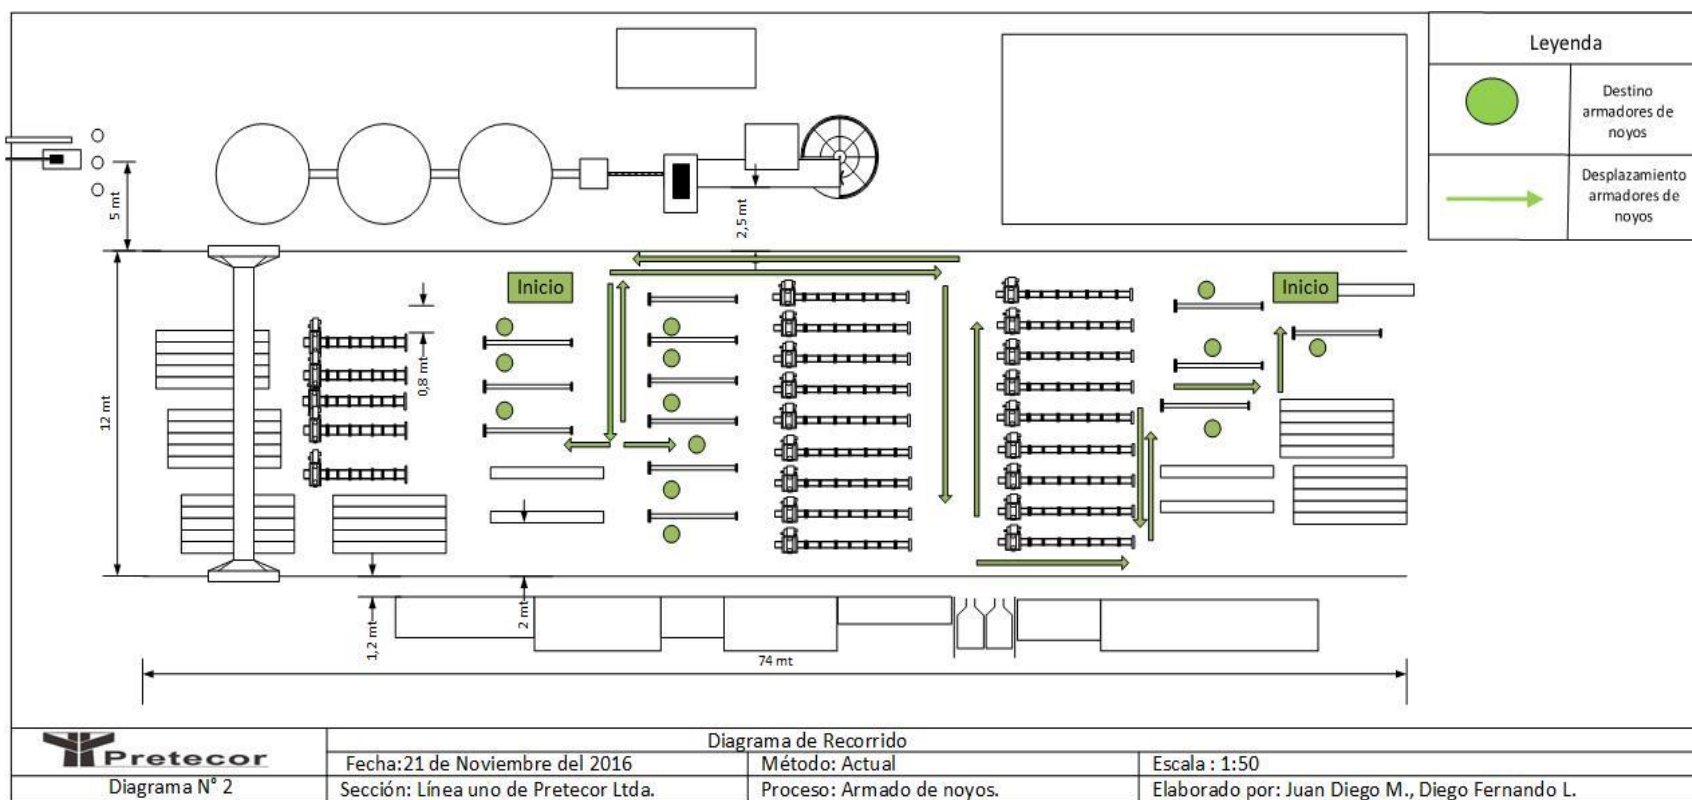 Leyenda
Destino
armadores de
noyos
Desplazamiento
armadores de
noyos
5 mt
2,5 mt
Inicio
Inicio
0,8 mt
12 mt
2 mt
1,2 mt
74 mt
Pretecor
Diagrama N° 2
Diagrama de Recorrido
Fecha:21 de Noviembre del 2016
Método: Actual
Escala : 1:50
Sección: Línea uno de Pretecor Ltda.
Proceso: Armado de noyos.
Elaborado por: Juan Diego M., Diego Fernando L.